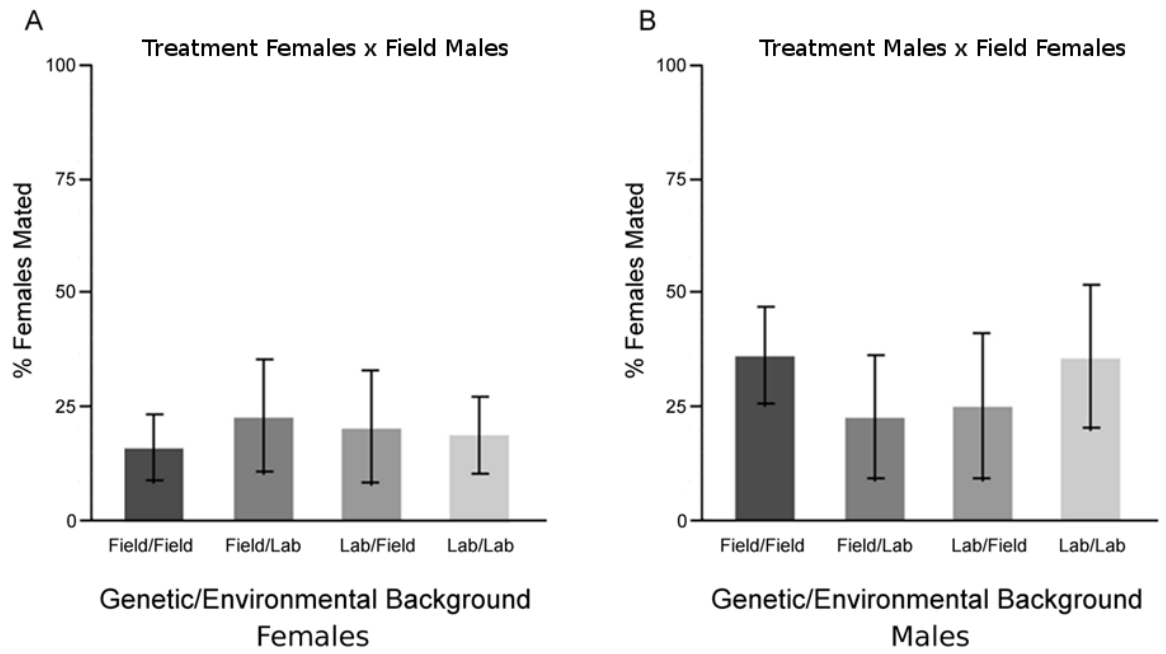 A
Treatment Females x Field Males
100
75
50
25
0
% Females Mated
Field/Field
Field/Lab
Lab/Field
Lab/Lab
Genetic/Environmental Background
Females
B
Treatment Males x Field Females
100
75
50
25
0
% Females Mated
Field/Field
Field/Lab
Lab/Field
Lab/Lab
Genetic/Environmental Background
Males